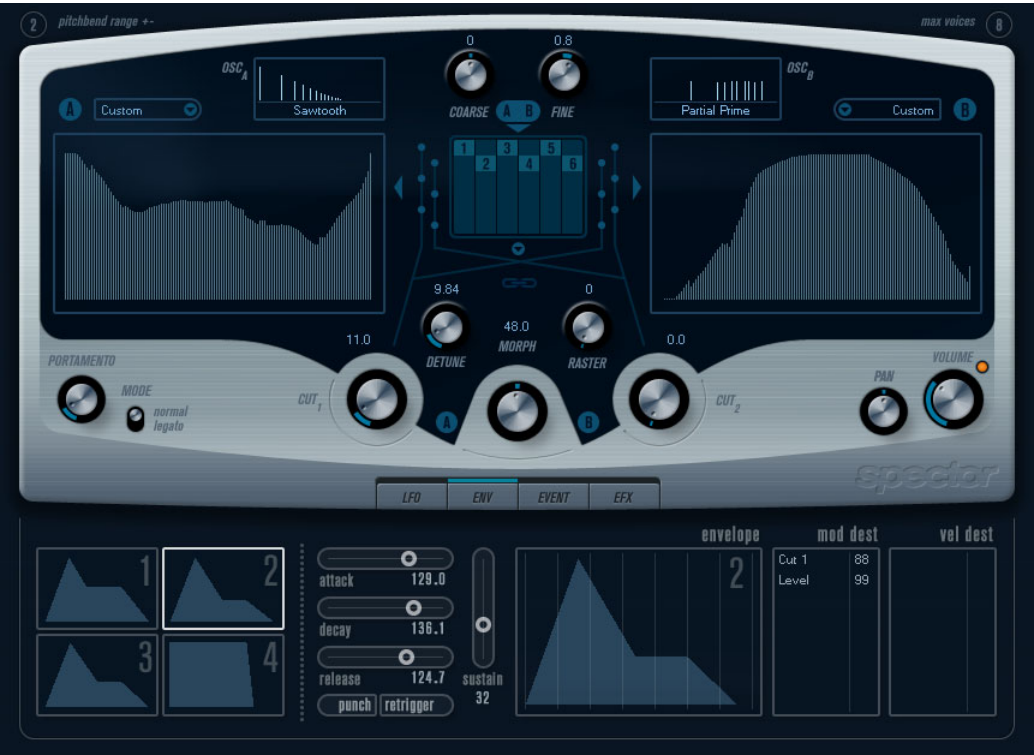 2 pitchbend range +-
max voices 8
0 0.8
OSC A
OSC B
A Custom
Sawtooth
COARSE A B FINE
Partial Prime
Custom B
1 2 3 4 5 6
9.84
0
48.0
MORPH
DETUNE
RASTER
11.0
0.0
PORTAMENTO
MODE
normal
legato
CUT 1
A
B
CUT 2
PAN
VOLUME
spector
LFO ENV EVENT EFX
envelope
mod dest
vel dest
1 2
3 4
attack 129.0
decay 136.1
release 124.7
punch retrigger
sustain
32
2
Cut 1 88
Level 99